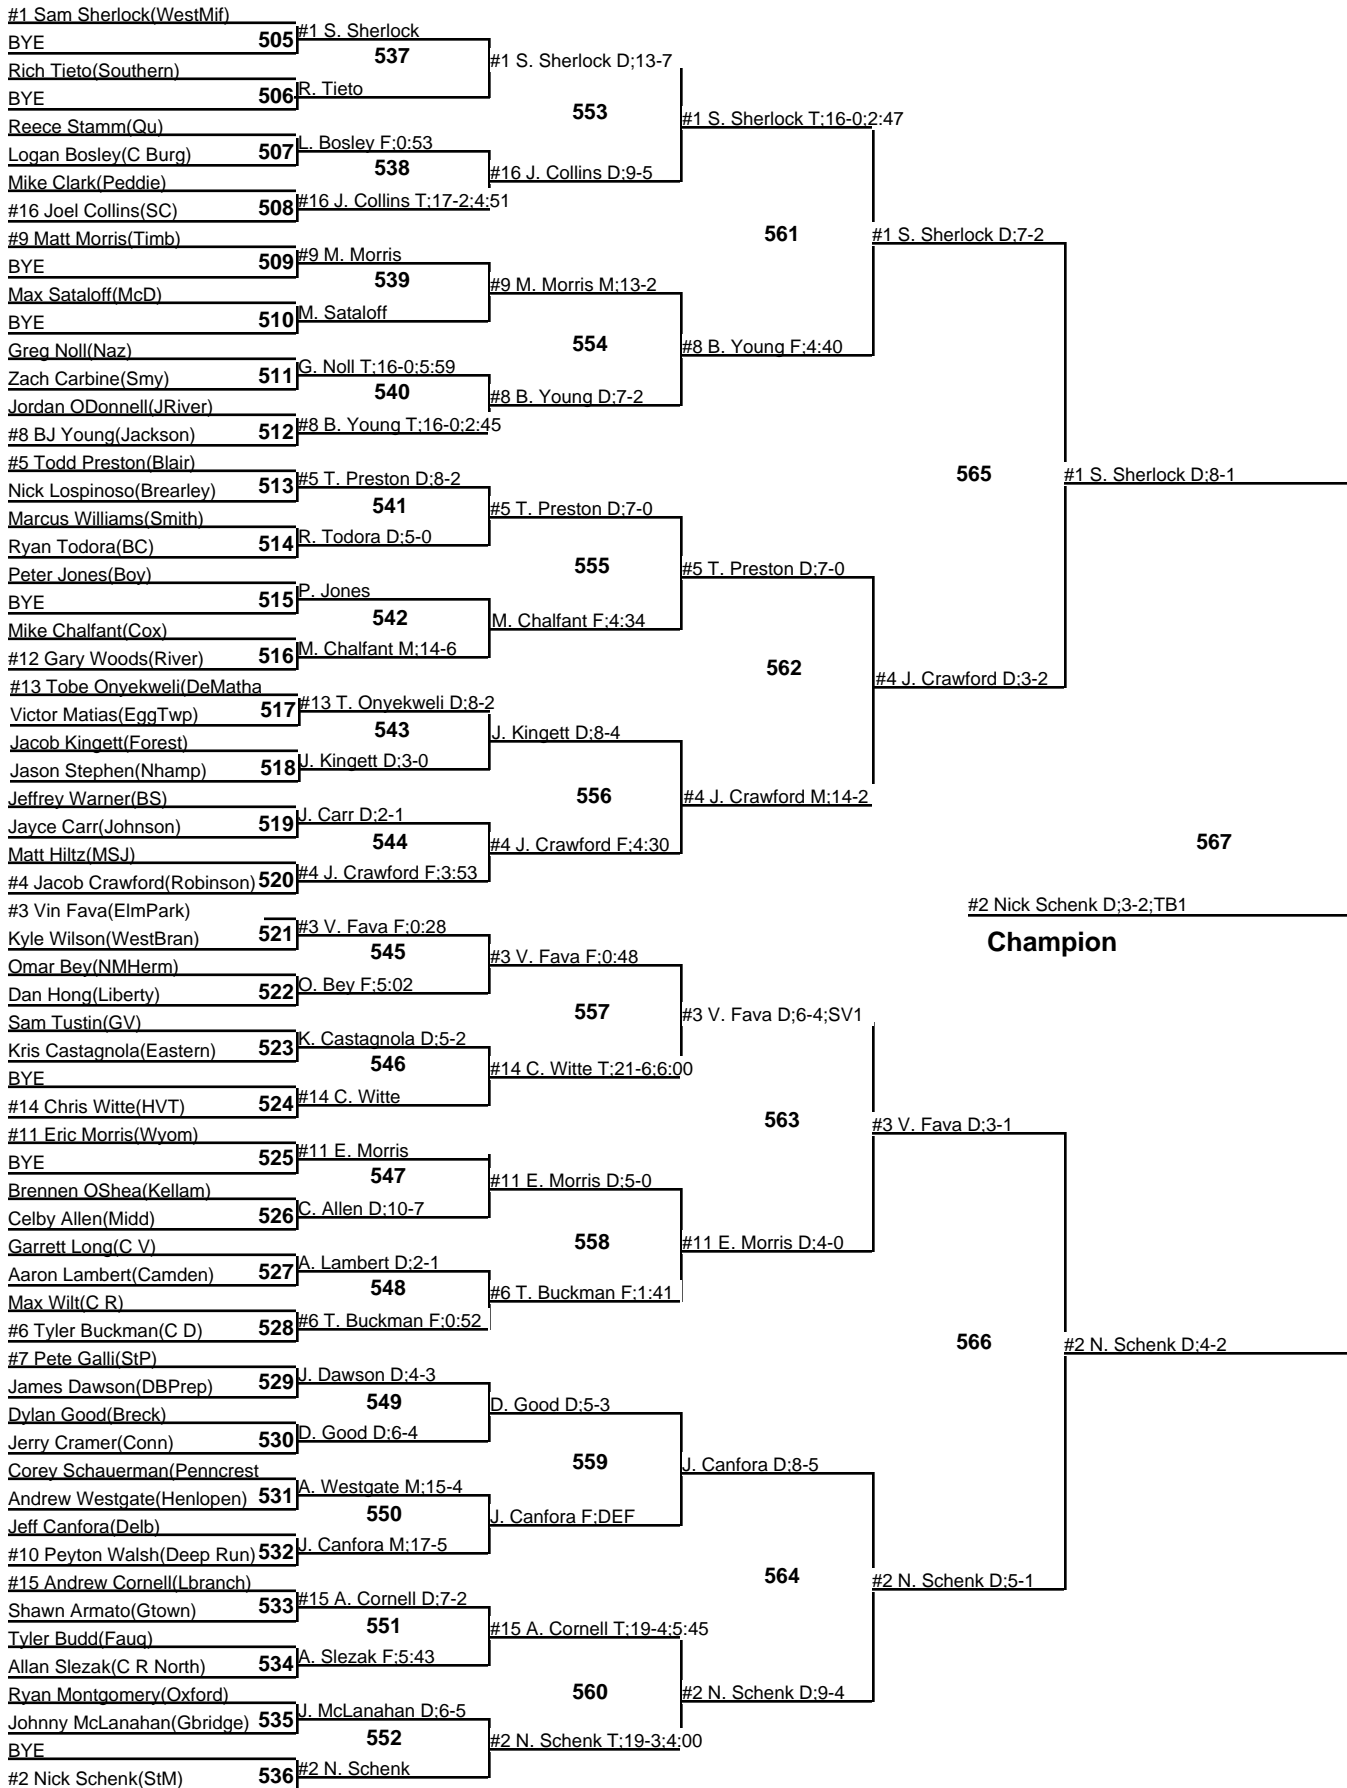 #1 Sam Sherlock(WestMif)
BYE
505
Rich Tieto(Southern)
BYE
506
Reece Stamm(Qu)
Logan Bosley(C Burg)
507
Mike Clark(Peddie)
#16 Joel Collins(SC)
508
#9 Matt Morris(Timb)
BYE
509
Max Sataloff(McD)
BYE
510
Greg Noll(Naz)
Zach Carbine(Smy)
511
Jordan ODonnell(JRiver)
#8 BJ Young(Jackson)
512
#5 Todd Preston(Blair)
Nick Lospinoso(Brearley)
513
Marcus Williams(Smith)
Ryan Todora(BC)
514
Peter Jones(Boy)
BYE
515
Mike Chalfant(Cox)
#12 Gary Woods(River)
516
#13 Tobe Onyekweli(DeMatha
Victor Matias(EggTwp)
517
Jacob Kingett(Forest)
Jason Stephen(Nhamp)
518
Jeffrey Warner(BS)
Jayce Carr(Johnson)
519
Matt Hiltz(MSJ)
#4 Jacob Crawford(Robinson)
520
#3 Vin Fava(ElmPark)
Kyle Wilson(WestBran)
521
Omar Bey(NMHerm)
Dan Hong(Liberty)
522
Sam Tustin(GV)
Kris Castagnola(Eastern)
523
BYE
#14 Chris Witte(HVT)
524
#11 Eric Morris(Wyom)
BYE
525
Brennen OShea(Kellam)
Celby Allen(Midd)
526
Garrett Long(C V)
Aaron Lambert(Camden)
527
Max Wilt(C R)
#6 Tyler Buckman(C D)
528
#7 Pete Galli(StP)
James Dawson(DBPrep)
529
Dylan Good(Breck)
Jerry Cramer(Conn)
530
Corey Schauerman(Penncrest
Andrew Westgate(Henlopen)
531
Jeff Canfora(Delb)
#10 Peyton Walsh(Deep Run)
532
#15 Andrew Cornell(Lbranch)
Shawn Armato(Gtown)
533
Tyler Budd(Fauq)
Allan Slezak(C R North)
534
Ryan Montgomery(Oxford)
Johnny McLanahan(Gbridge)
535
BYE
#2 Nick Schenk(StM)
536
#1 S. Sherlock
537
R. Tieto
L. Bosley F;0:53
538
#16 J. Collins T;17-2;4:51
#9 M. Morris
539
M. Sataloff
G. Noll T;16-0;5:59
540
#8 B. Young T;16-0;2:45
#5 T. Preston D;8-2
541
R. Todora D;5-0
P. Jones
542
M. Chalfant M;14-6
#13 T. Onyekweli D;8-2
543
J. Kingett D;3-0
J. Carr D;2-1
544
#4 J. Crawford F;3:53
#3 V. Fava F;0:28
545
O. Bey F;5:02
K. Castagnola D;5-2
546
#14 C. Witte
#11 E. Morris
547
C. Allen D;10-7
A. Lambert D;2-1
548
#6 T. Buckman F;0:52
J. Dawson D;4-3
549
D. Good D;6-4
A. Westgate M;15-4
550
J. Canfora M;17-5
#15 A. Cornell D;7-2
551
A. Slezak F;5:43
J. McLanahan D;6-5
552
#2 N. Schenk
#1 S. Sherlock D;13-7
553
#16 J. Collins D;9-5
#9 M. Morris M;13-2
554
#8 B. Young D;7-2
#5 T. Preston D;7-0
555
M. Chalfant F;4:34
J. Kingett D;8-4
556
#4 J. Crawford F;4:30
#3 V. Fava F;0:48
557
#14 C. Witte T;21-6;6:00
#11 E. Morris D;5-0
558
#6 T. Buckman F;1:41
D. Good D;5-3
559
J. Canfora F;DEF
#15 A. Cornell T;19-4;5:45
560
#2 N. Schenk T;19-3;4:00
#1 S. Sherlock T;16-0;2:47
561
#8 B. Young F;4:40
#5 T. Preston D;7-0
562
#4 J. Crawford M;14-2
#3 V. Fava D;6-4;SV1
563
#11 E. Morris D;4-0
J. Canfora D;8-5
564
#2 N. Schenk D;9-4
#1 S. Sherlock D;7-2
565
#4 J. Crawford D;3-2
#3 V. Fava D;3-1
566
#2 N. Schenk D;5-1
#1 S. Sherlock D;8-1
567
#2 N. Schenk D;4-2
#2 Nick Schenk D;3-2;TB1
Champion